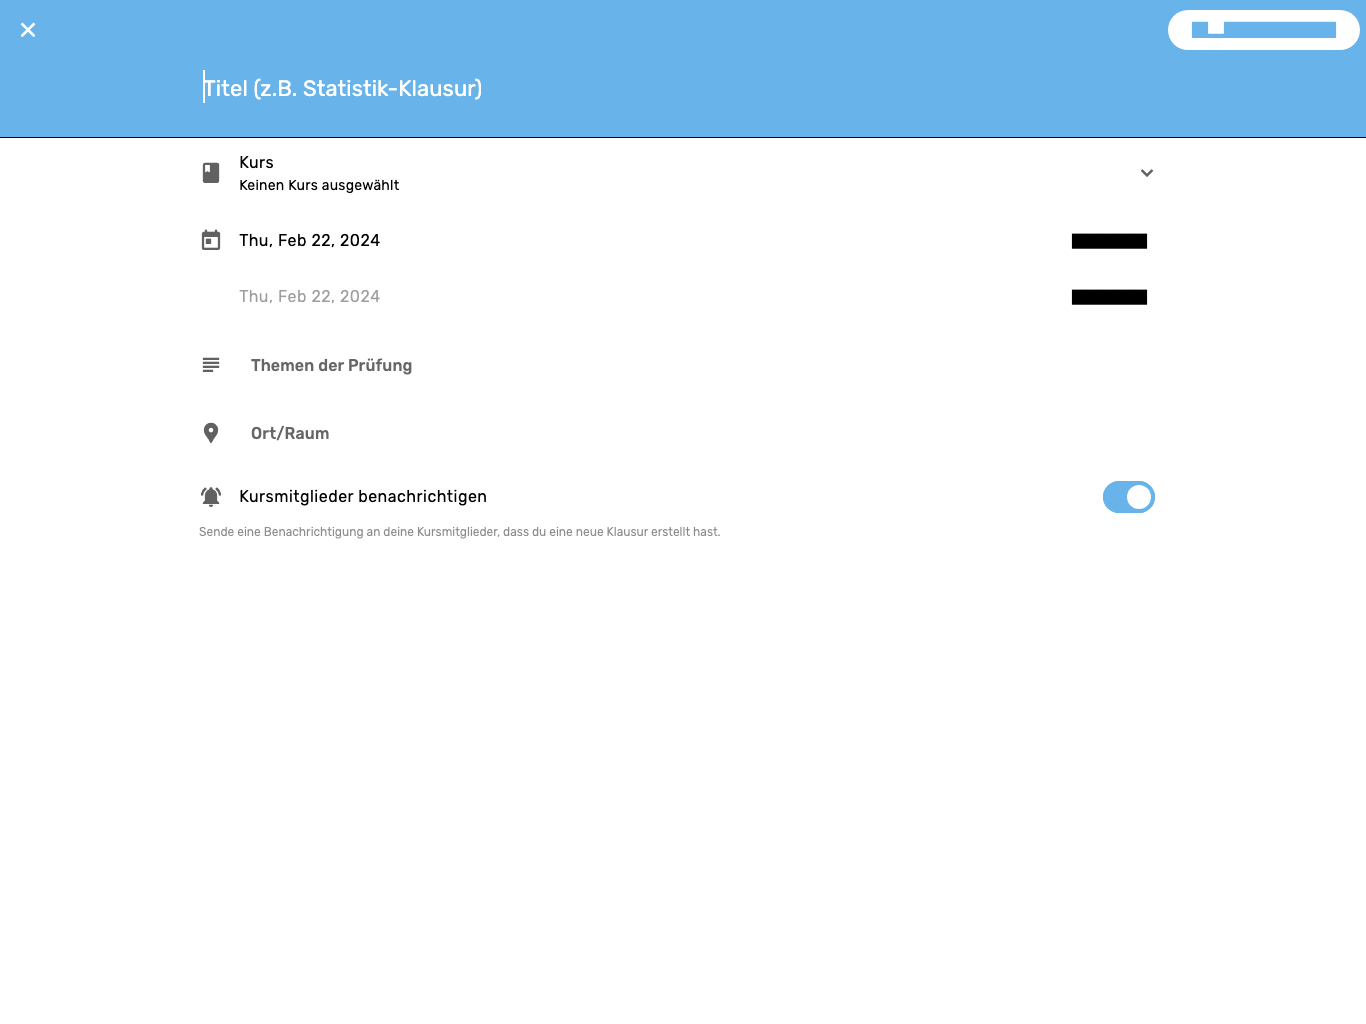 Titel (z.B. Statistik-Klausur)
Kurs
Keinen Kurs ausgewählt
Thu, Feb 22, 2024
Thu, Feb 22, 2024
Themen der Prüfung
Ort/Raum
Kursmitglieder benachrichtigen
Sende eine Benachrichtigung an deine Kursmitglieder, dass du eine neue Klausur erstellt hast.